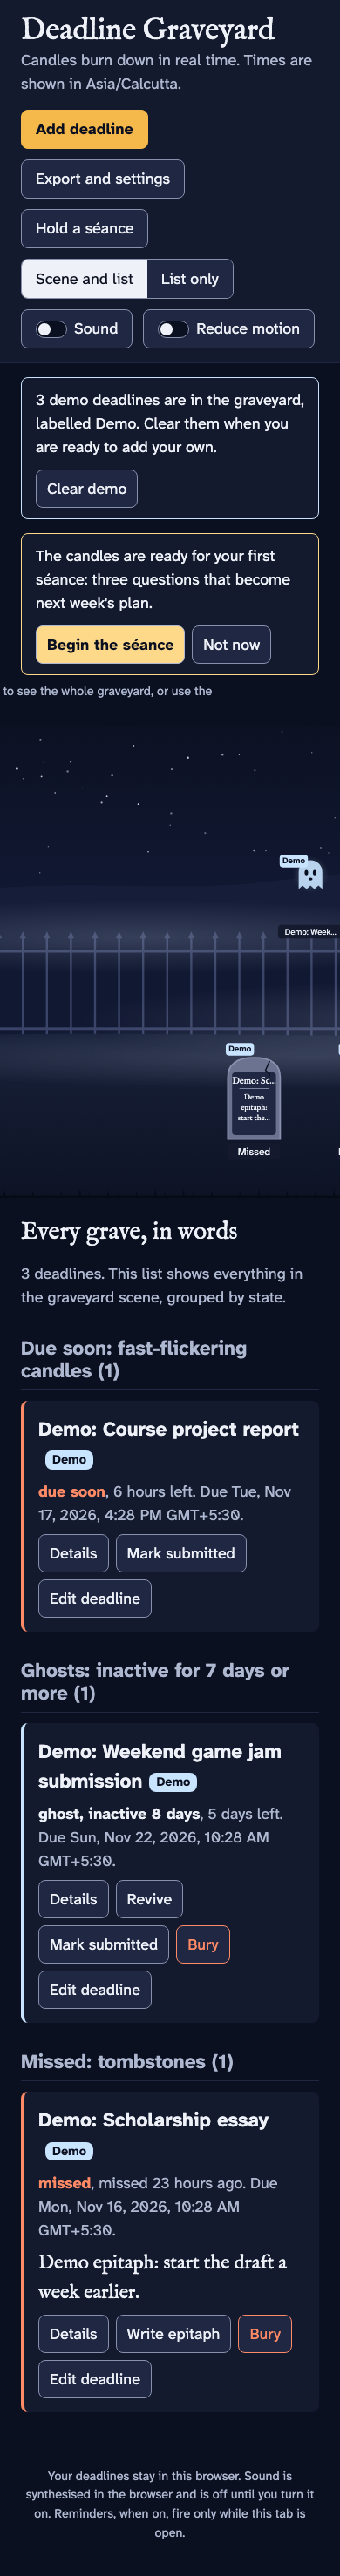 Deadline Graveyard
Candles burn down in real time. Times are
shown in Asia/Calcutta.
Add deadline
Export and settings
Hold a séance
Scene and list
List only
Sound
Reduce motion
3 demo deadlines are in the graveyard,
labelled Demo. Clear them when you
are ready to add your own.
Clear demo
The candles are ready for your first
séance: three questions that become
next week's plan.
Begin the séance
Not now
to see the whole graveyard, or use the
Demo
Demo: Week...
Demo
Demo: Sc...
Demo
epitaph:
start the...
Missed
Every grave, in words
3 deadlines. This list shows everything in
the graveyard scene, grouped by state.
Due soon: fast-flickering
candles (1)
Demo: Course project report
Demo
due soon, 6 hours left. Due Tue, Nov
17, 2026, 4:28 PM GMT+5:30.
Details
Mark submitted
Edit deadline
Ghosts: inactive for 7 days or
more (1)
Demo: Weekend game jam
submission Demo
ghost, inactive 8 days, 5 days left.
Due Sun, Nov 22, 2026, 10:28 AM
GMT+5:30.
Details
Revive
Mark submitted
Bury
Edit deadline
Missed: tombstones (1)
Demo: Scholarship essay
Demo
missed, missed 23 hours ago. Due
Mon, Nov 16, 2026, 10:28 AM
GMT+5:30.
Demo epitaph: start the draft a
week earlier.
Details
Write epitaph
Bury
Edit deadline
Your deadlines stay in this browser. Sound is
synthesised in the browser and is off until you turn it
on. Reminders, when on, fire only while this tab is
open.